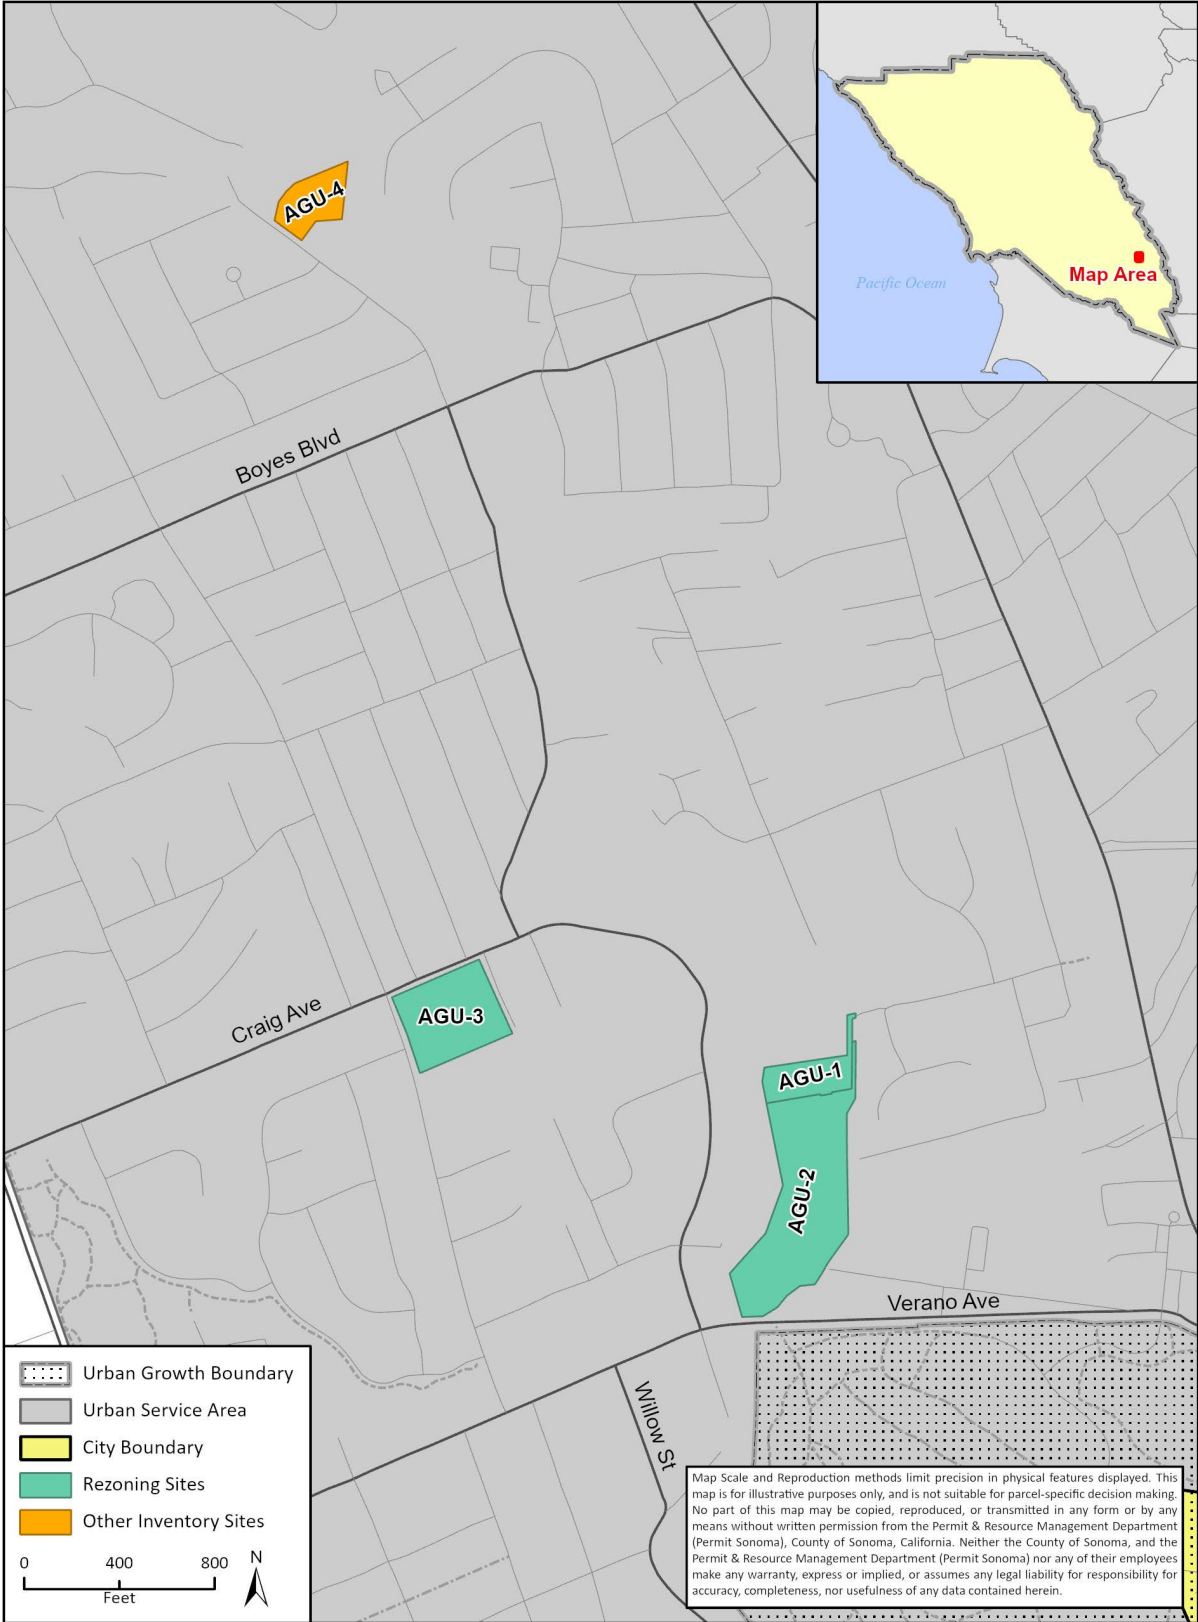 Pacific Ocean
Map Area
AGU-4
Boyes Blvd
AGU-3
Craig Ave
AGU-1
AGU-2
Verano Ave
Willow St
Urban Growth Boundary
Urban Service Area
City Boundary
Rezoning Sites
Other Inventory Sites
0 400 800
Feet
N
Map Scale and Reproduction methods limit precision in physical features displayed. This
map is for illustrative purposes only, and is not suitable for parcel-specific decision making.
No part of this map may be copied, reproduced, or transmitted in any form or by any
means without written permission from the Permit & Resource Management Department
(Permit Sonoma), County of Sonoma, California. Neither the County of Sonoma, and the
Permit & Resource Management Department (Permit Sonoma) nor any of their employees
make any warranty, express or implied, or assumes any legal liability for responsibility for
accuracy, completeness, nor usefulness of any data contained herein.